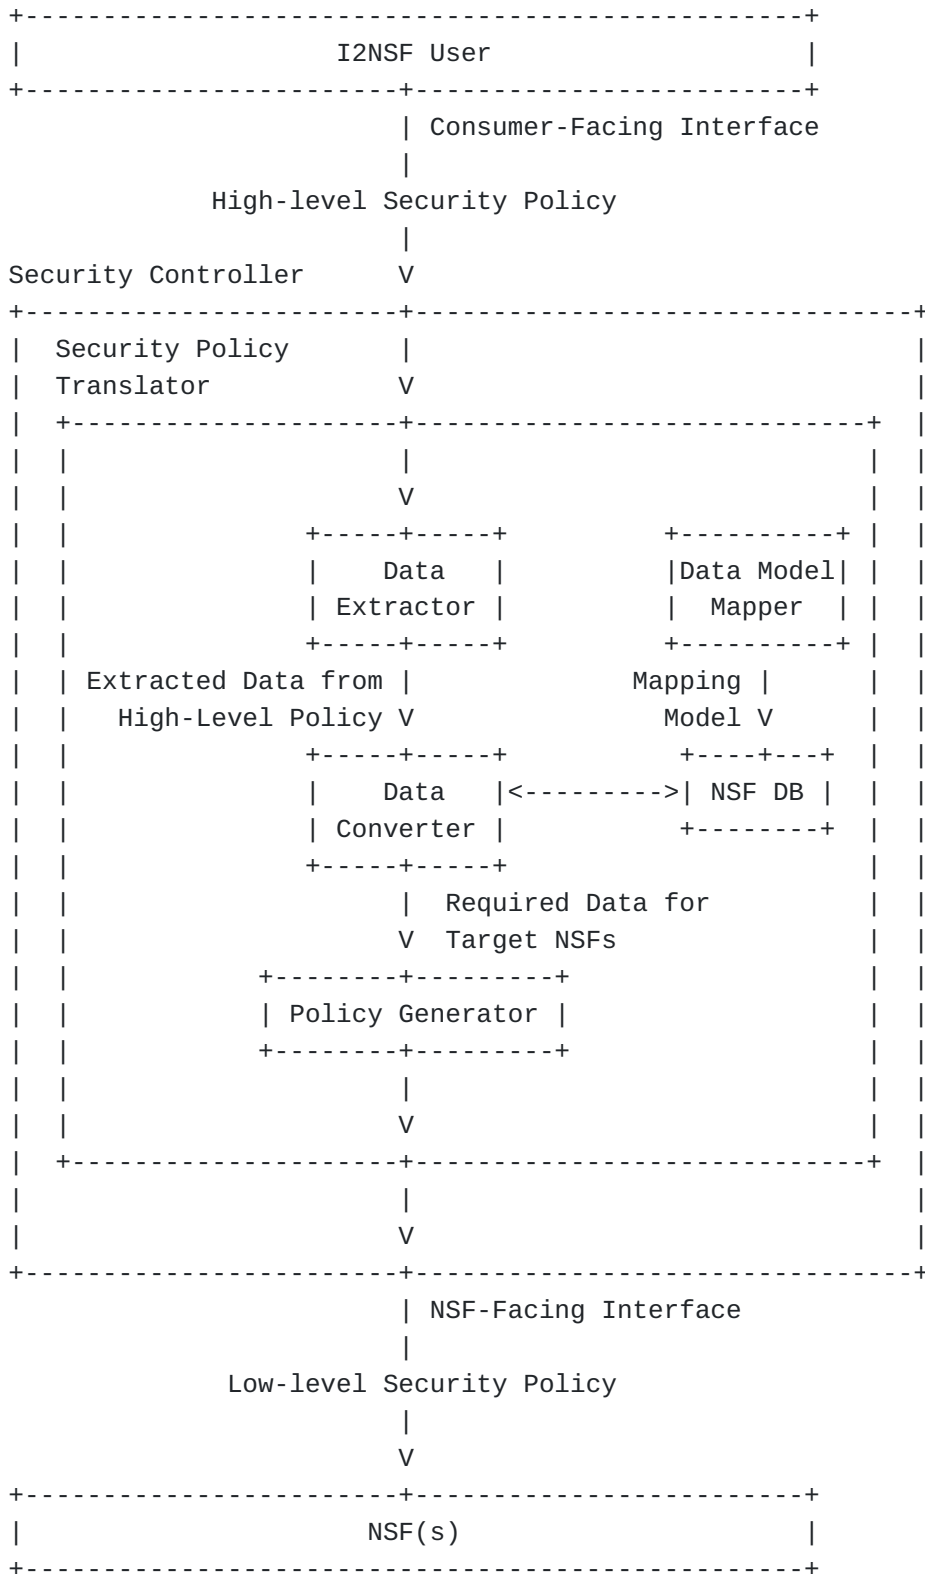 I2NSF User
Consumer-Facing Interface
High-level Security Policy
V
Security Controller
Security Policy
Translator V
V
Data Data Model
Extractor Mapper
Extracted Data from Mapping
High-Level Policy V Model V
Data <--------->| NSF DB
Converter
Required Data for
V Target NSFs
Policy Generator
V
V
NSF-Facing Interface
Low-level Security Policy
V
NSF(s)